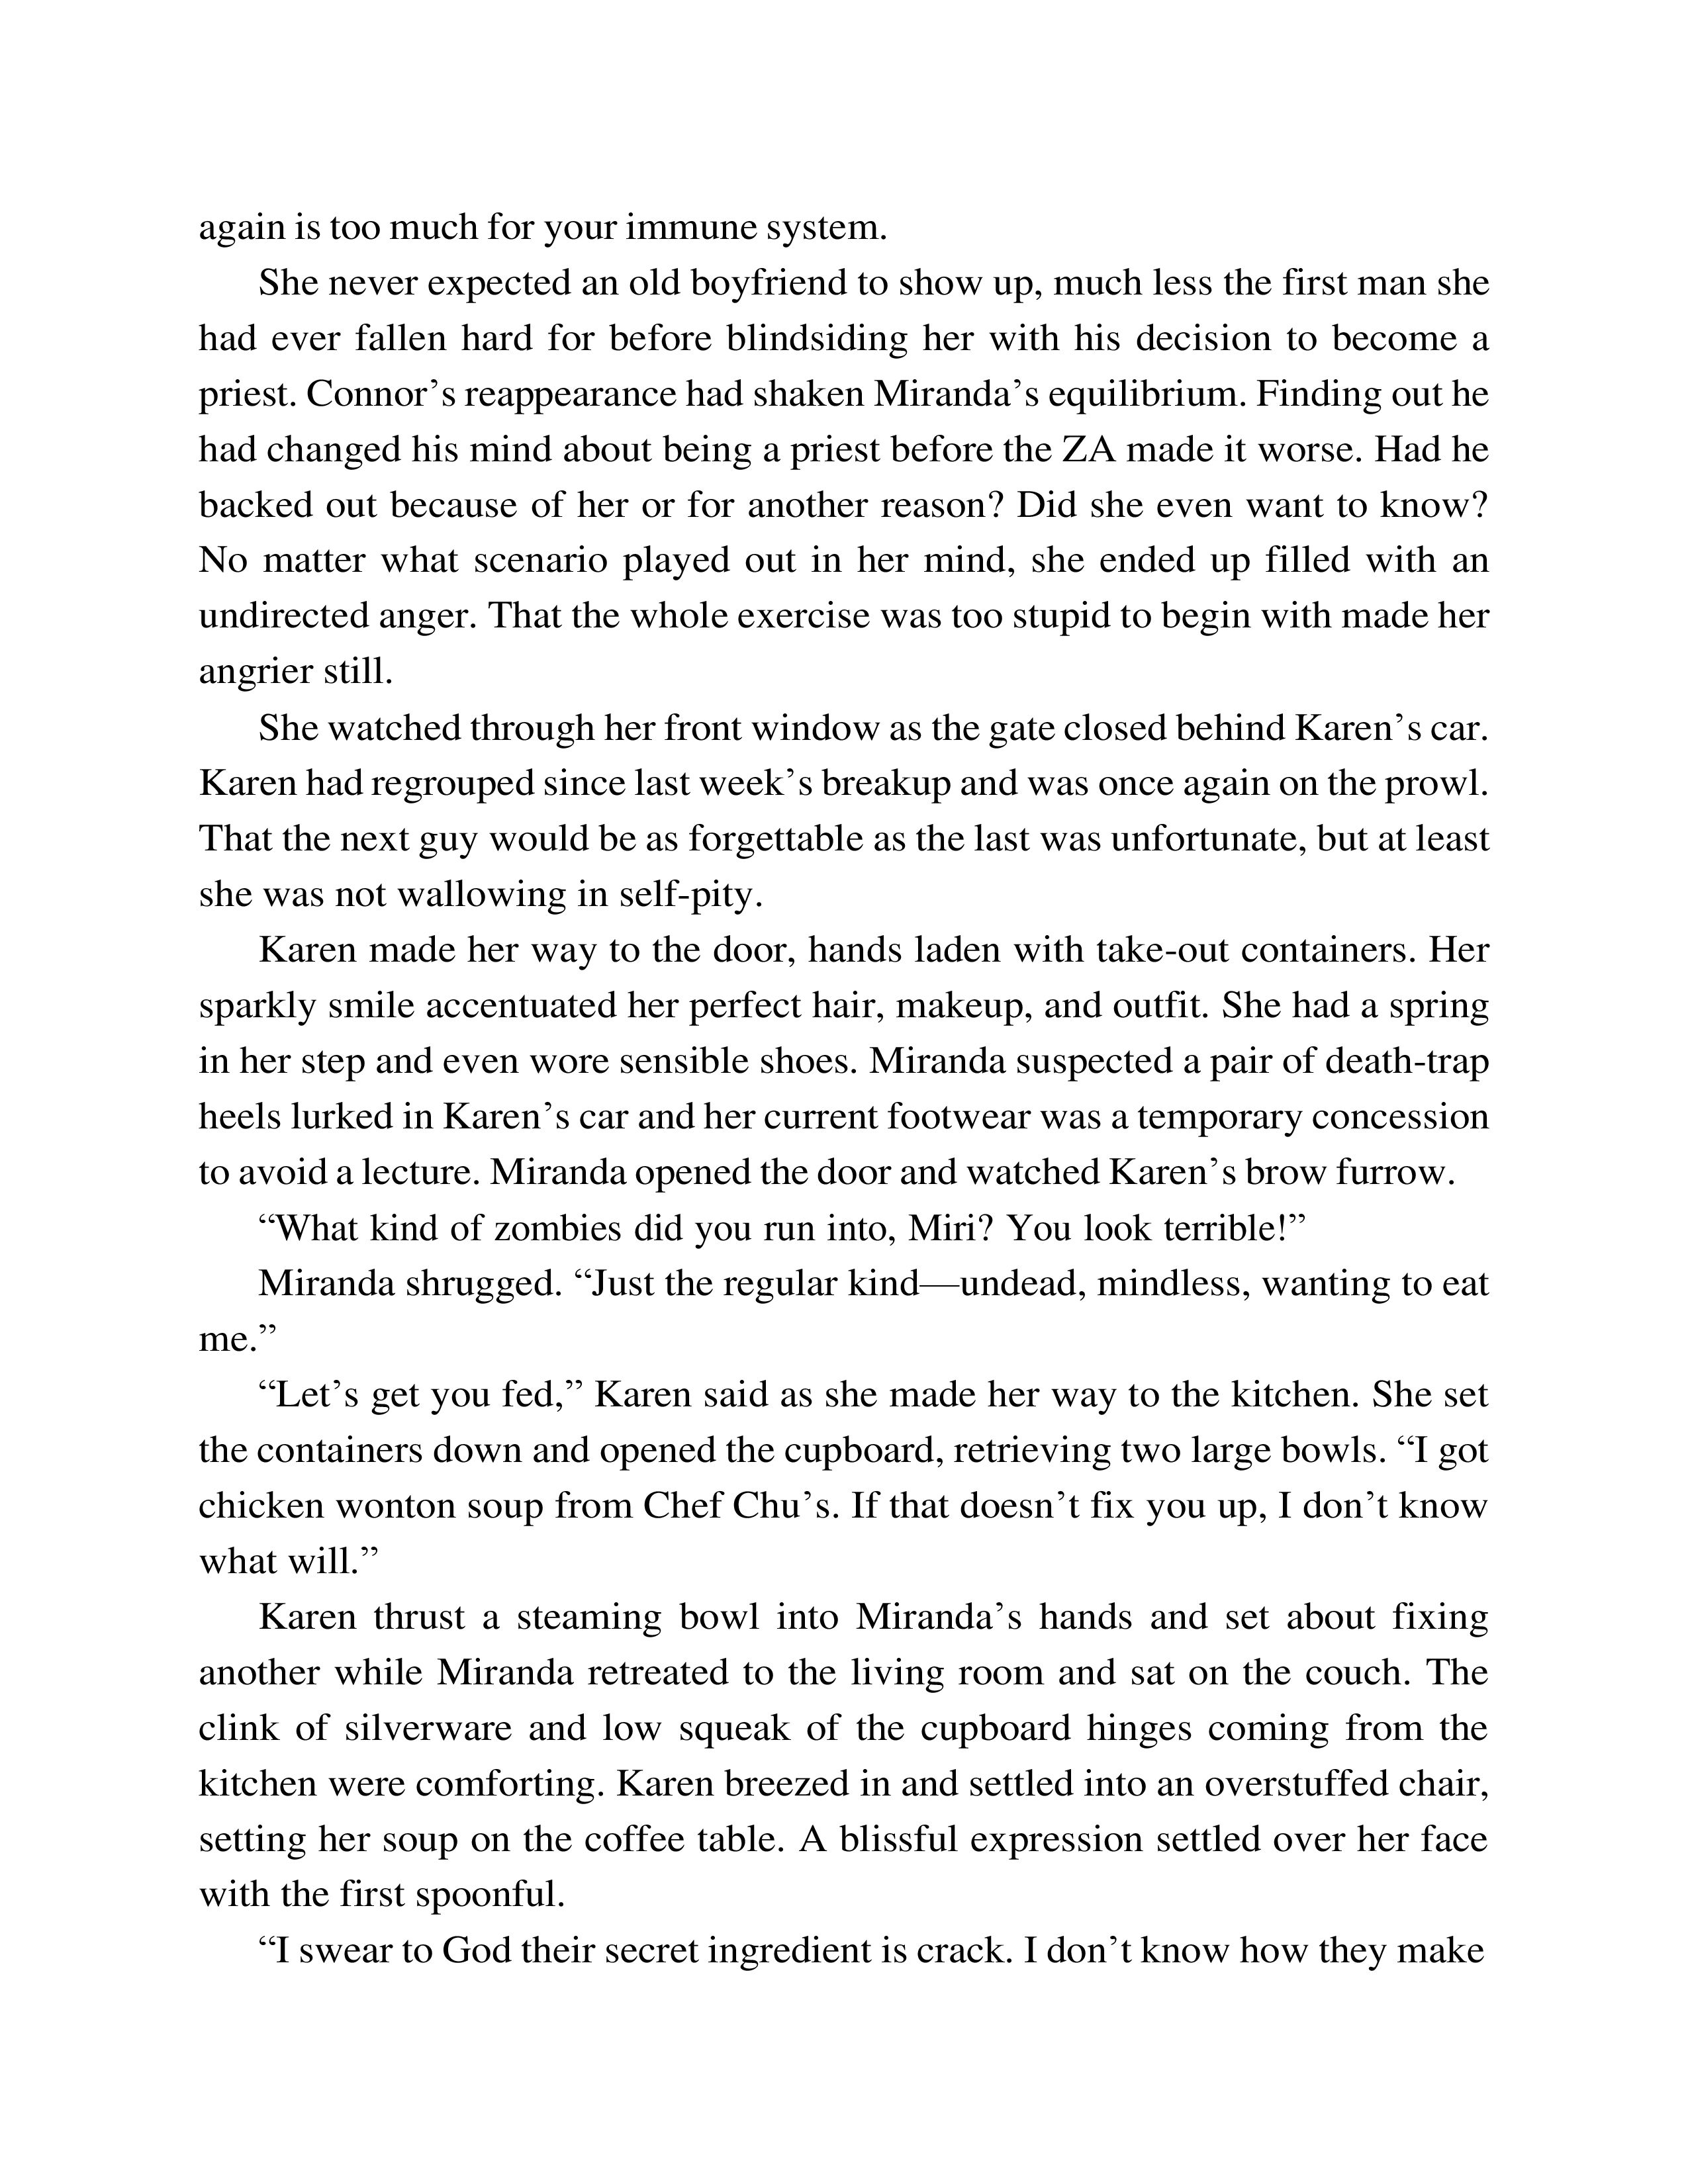 again is too much for your immune system.
She never expected an old boyfriend to show up, much less the first man she
had ever fallen hard for before blindsiding her with his decision to become a
priest. Connor’s reappearance had shaken Miranda’s equilibrium. Finding out he
had changed his mind about being a priest before the ZA made it worse. Had he
backed out because of her or for another reason? Did she even want to know?
No matter what scenario played out in her mind, she ended up filled with an
undirected anger. That the whole exercise was too stupid to begin with made her
angrier still.
She watched through her front window as the gate closed behind Karen’s car.
Karen had regrouped since last week’s breakup and was once again on the prowl.
That the next guy would be as forgettable as the last was unfortunate, but at least
she was not wallowing in self-pity.
Karen made her way to the door, hands laden with take-out containers. Her
sparkly smile accentuated her perfect hair, makeup, and outfit. She had a spring
in her step and even wore sensible shoes. Miranda suspected a pair of death-trap
heels lurked in Karen’s car and her current footwear was a temporary concession
to avoid a lecture. Miranda opened the door and watched Karen’s brow furrow.
“What kind of zombies did you run into, Miri? You look terrible!”
Miranda shrugged. “Just the regular kind—undead, mindless, wanting to eat
me.”
“Let’s get you fed,” Karen said as she made her way to the kitchen. She set
the containers down and opened the cupboard, retrieving two large bowls. “I got
chicken wonton soup from Chef Chu’s. If that doesn’t fix you up, I don’t know
what will.”
Karen thrust a steaming bowl into Miranda’s hands and set about fixing
another while Miranda retreated to the living room and sat on the couch. The
clink of silverware and low squeak of the cupboard hinges coming from the
kitchen were comforting. Karen breezed in and settled into an overstuffed chair,
setting her soup on the coffee table. A blissful expression settled over her face
with the first spoonful.
“I swear to God their secret ingredient is crack. I don’t know how they make